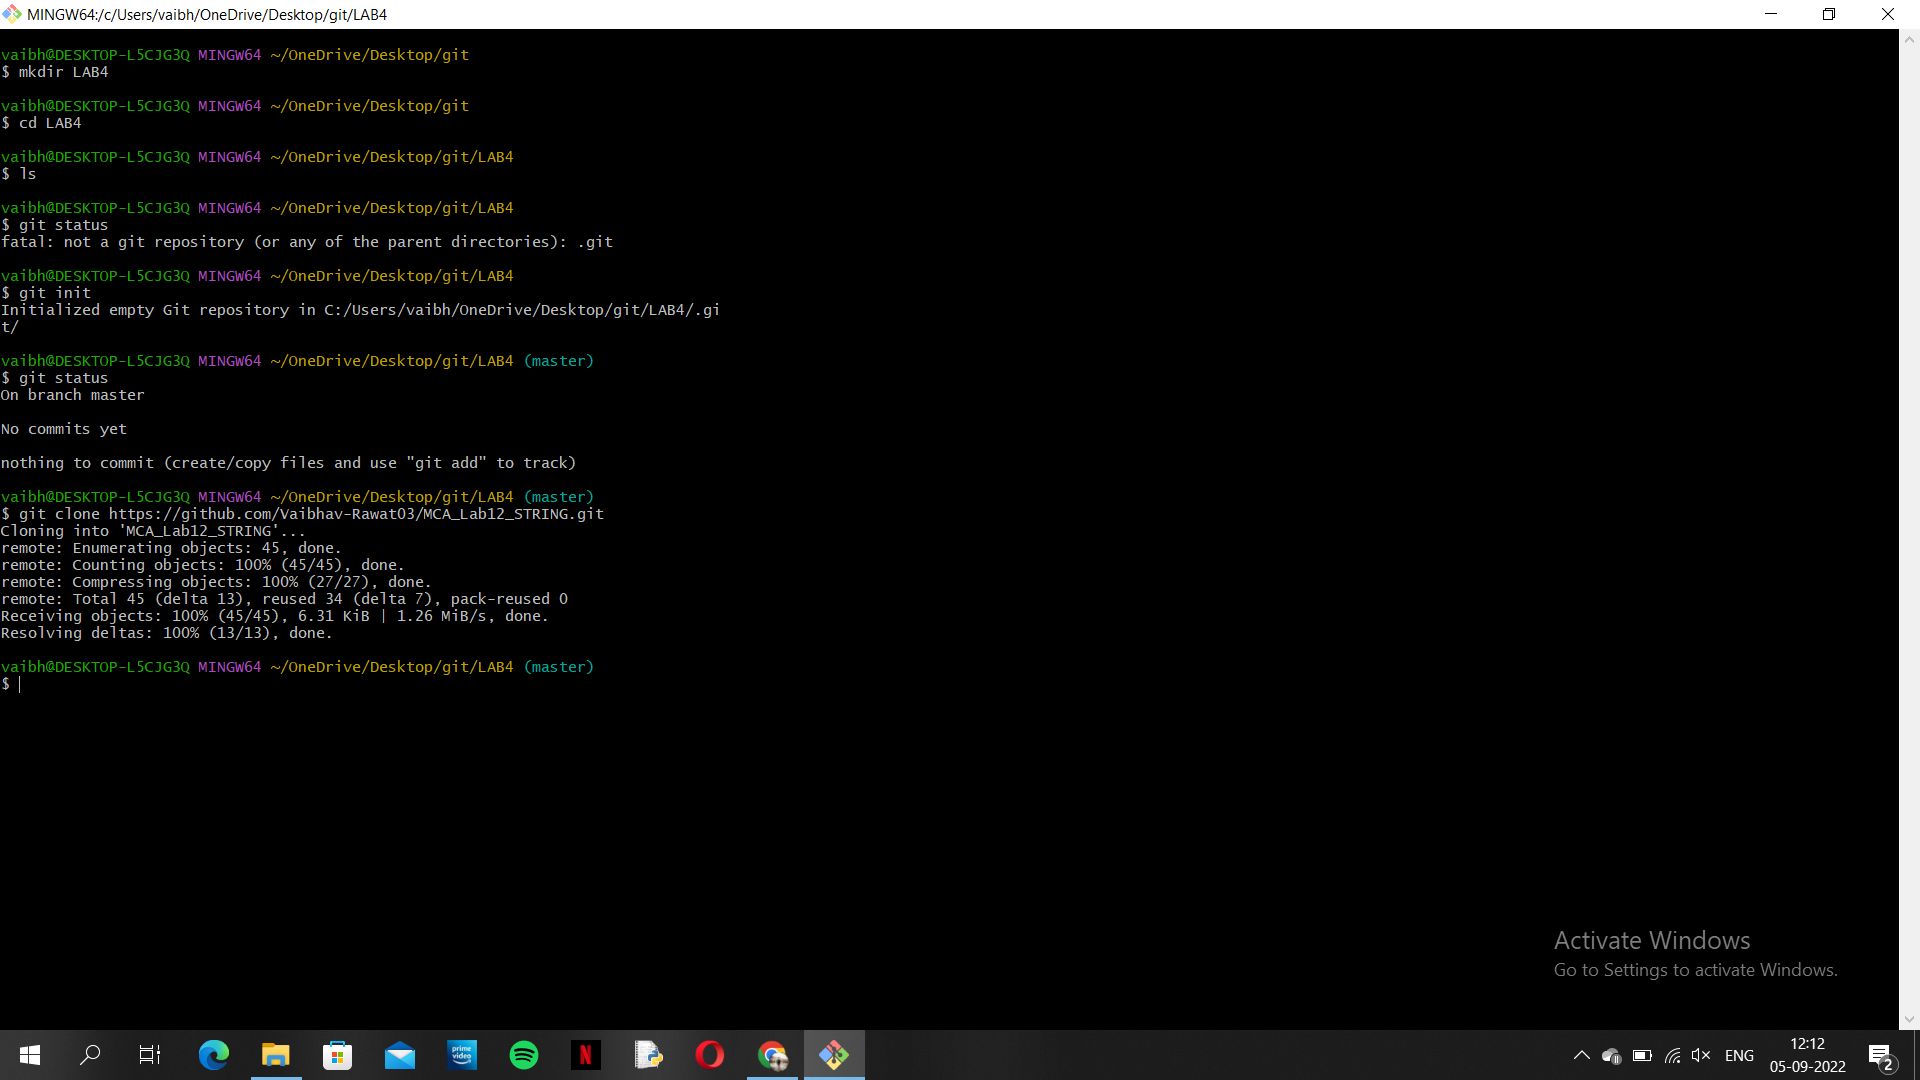 MINGW64:/c/Users/vaibh/OneDrive/Desktop/git/LAB4
vaibh@DESKTOP-L5CJG3Q MINGW64 ~/OneDrive/Desktop/git
$ mkdir LAB4
vaibh@DESKTOP-L5CJG3Q MINGW64 ~/OneDrive/Desktop/git
$ cd LAB4
vaibh@DESKTOP-L5CJG3Q MINGW64 ~/OneDrive/Desktop/git/LAB4
$ ls
vaibh@DESKTOP-L5CJG3Q MINGW64 ~/OneDrive/Desktop/git/LAB4
$ git status
fatal: not a git repository (or any of the parent directories): .git
vaibh@DESKTOP-L5CJG3Q MINGW64 ~/OneDrive/Desktop/git/LAB4
$ git init
Initialized empty Git repository in C:/Users/vaibh/OneDrive/Desktop/git/LAB4/.gi
t/
vaibh@DESKTOP-L5CJG3Q MINGW64 ~/OneDrive/Desktop/git/LAB4 (master)
$ git status
On branch master
No commits yet
nothing to commit (create/copy files and use "git add" to track)
vaibh@DESKTOP-L5CJG3Q MINGW64 ~/OneDrive/Desktop/git/LAB4 (master)
$ git clone https://github.com/Vaibhav-Rawat03/MCA_Lab12_STRING.git
Cloning into 'MCA_Lab12_STRING'...
remote: Enumerating objects: 45, done.
remote: Counting objects: 100% (45/45), done.
remote: Compressing objects: 100% (27/27), done.
remote: Total 45 (delta 13), reused 34 (delta 7), pack-reused 0
Receiving objects: 100% (45/45), 6.31 KiB | 1.26 MiB/s, done.
Resolving deltas: 100% (13/13), done.
vaibh@DESKTOP-L5CJG3Q MINGW64 ~/OneDrive/Desktop/git/LAB4 (master)
$
Activate Windows
Go to Settings to activate Windows.
prime
video
N
ENG
12:12
05-09-2022
2